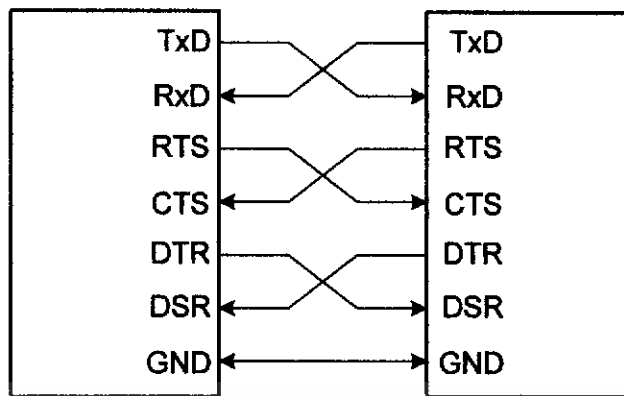 TxD TxD
RxD RxD
RTS RTS
CTS CTS
DTR DTR
DSR DSR
GND GND